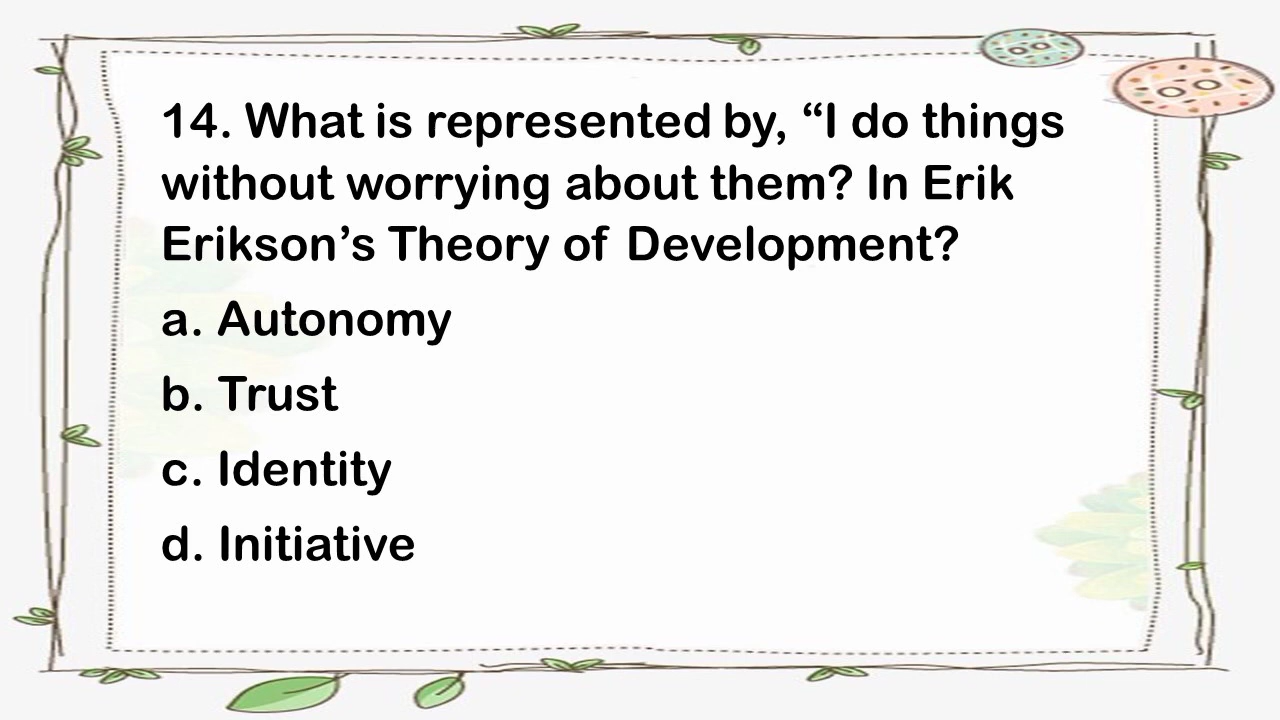 14. What is represented by, “I do things
without worrying about them? In Erik
Erikson’s Theory of Development?
a. Autonomy
b. Trust
c. Identity
d. Initiative